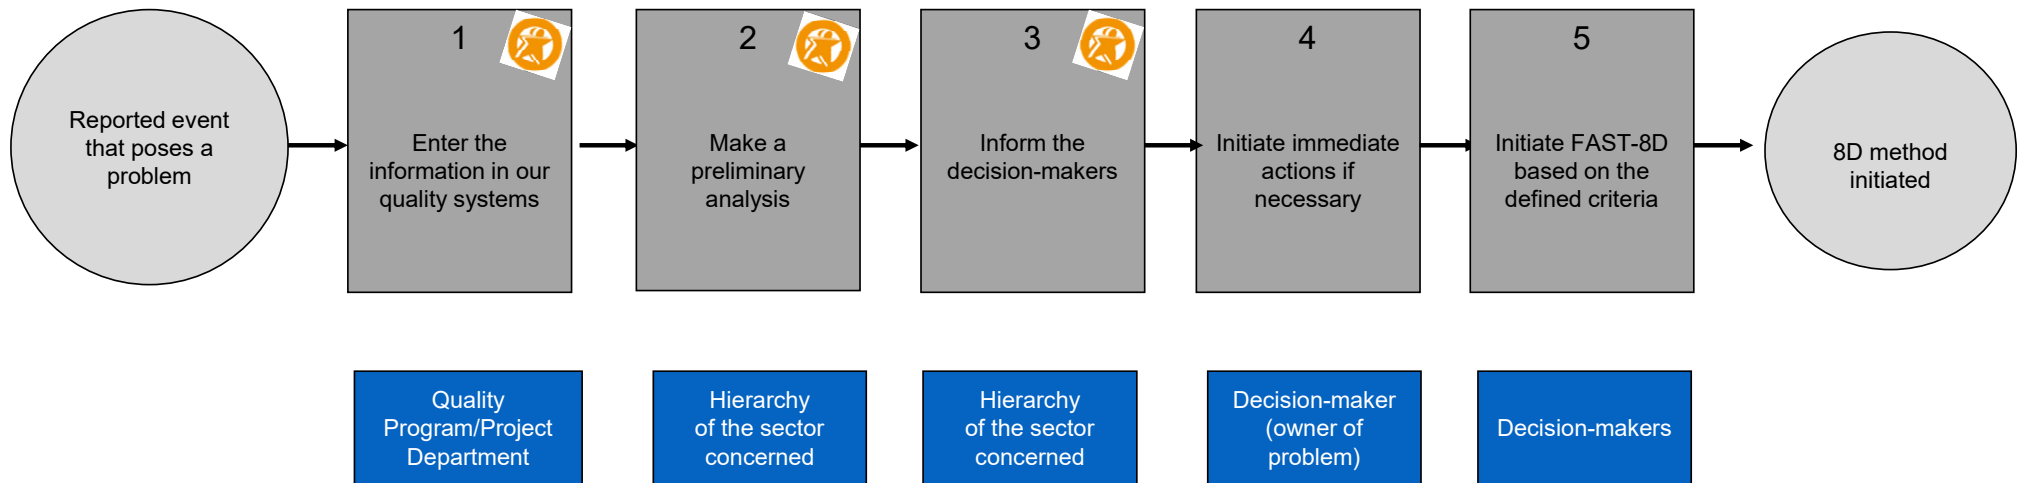 Reported event
that poses a
problem
1
Enter the
information in our
quality systems
2
Make a
preliminary
analysis
3
Inform the
decision-makers
4
Initiate immediate
actions if
necessary
5
Initiate FAST-8D
based on the
defined criteria
8D method
initiated
Quality
Program/Project
Department
Hierarchy
of the sector
concerned
Hierarchy
of the sector
concerned
Decision-maker
(owner of
problem)
Decision-makers